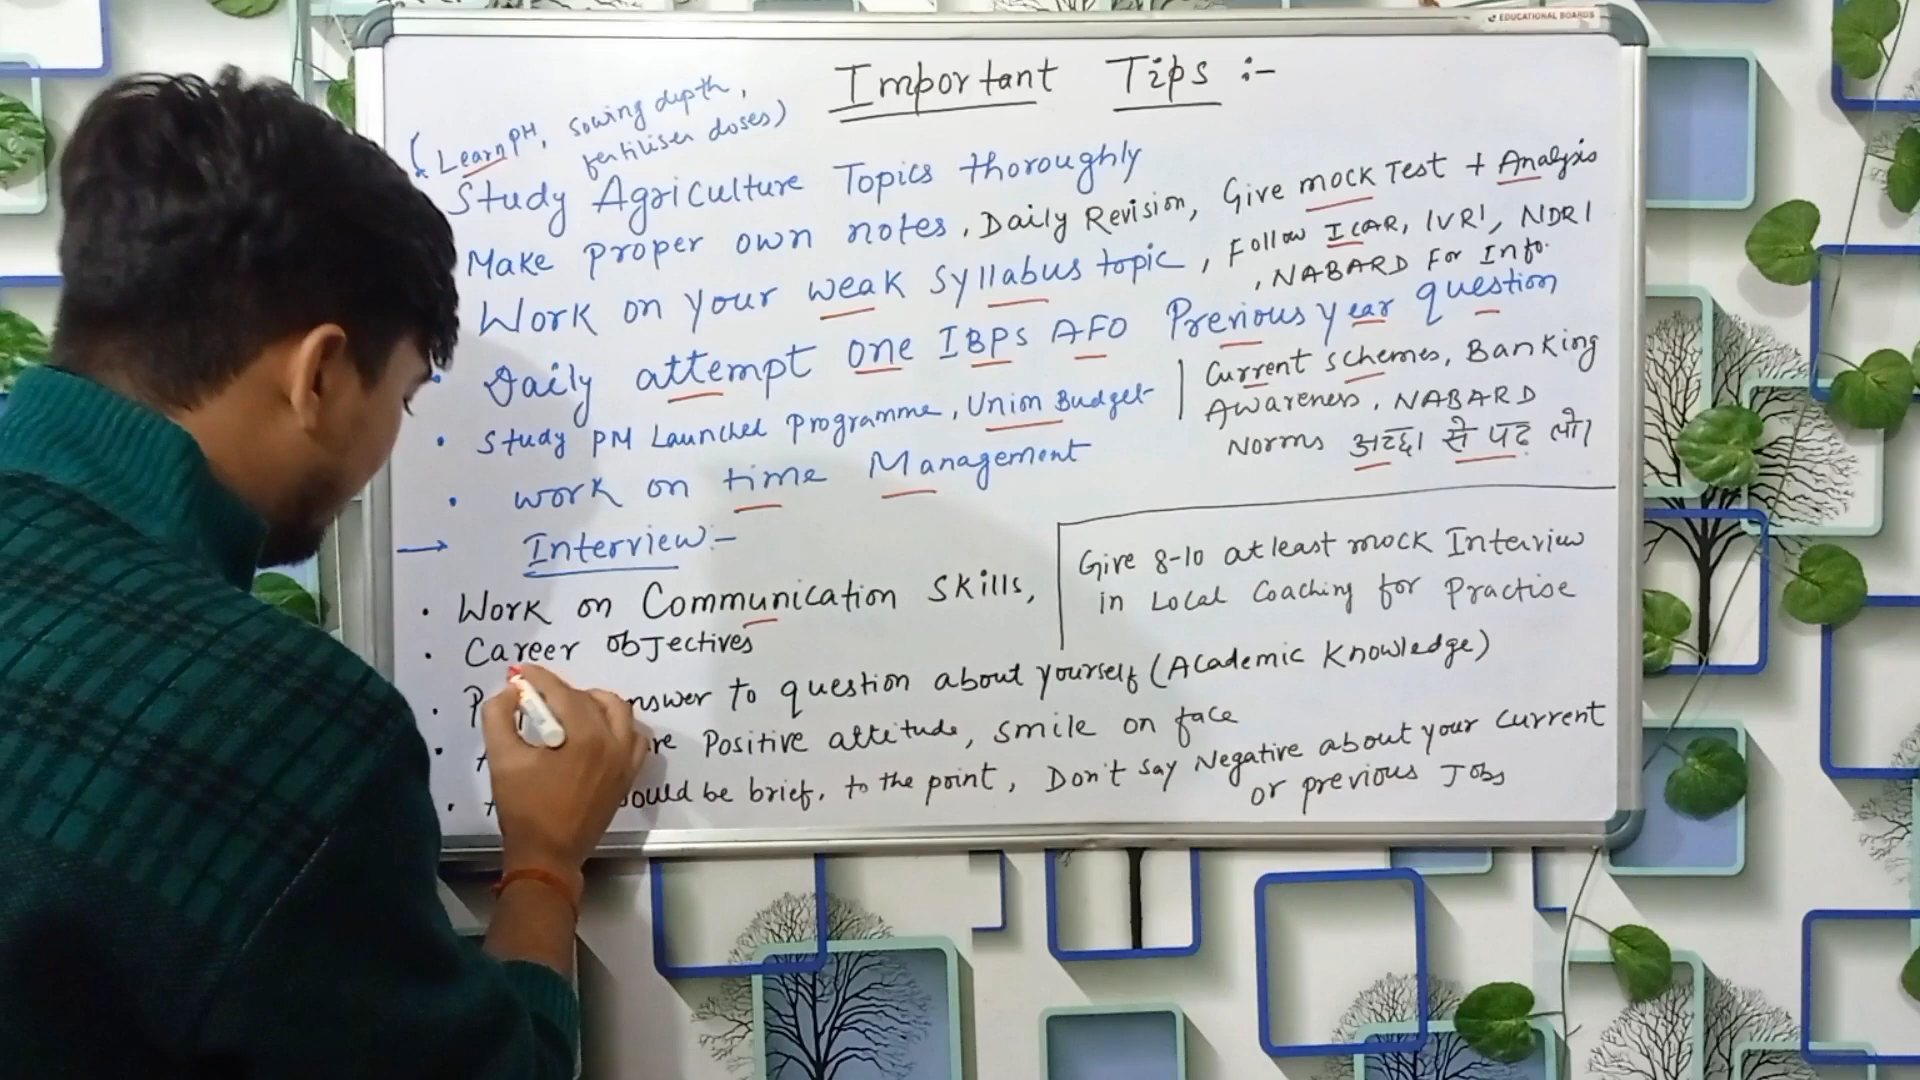 EDUCATIONAL BOARDS
Important Tips :-
(Learn PH, Sowing depth,
fertiliser doses)
Study Agriculture Topics thoroughly
Make proper own notes, Daily Revision, Give mock Test + Analysis
Work on your weak syllabus topic, Follow ICAR, IVRI, NDRI
, NABARD For Info.
• Daily attempt one IBPS AFO Previous year question
• Study PM Launched Programme, Union Budget
Current schemes, Banking
Awareness, NABARD
Norms अच्छा से पढ़ लो।
• work on time Management
→ Interview:-
• Work on Communication Skills,
Give 8-10 atleast mock Interview
in Local Coaching for Practise
• Career objectives
• answer to question about yourself (Academic Knowledge)
• Positive attitude, smile on face
• be brief, to the point, Don't say Negative about your current
or previous Jobs